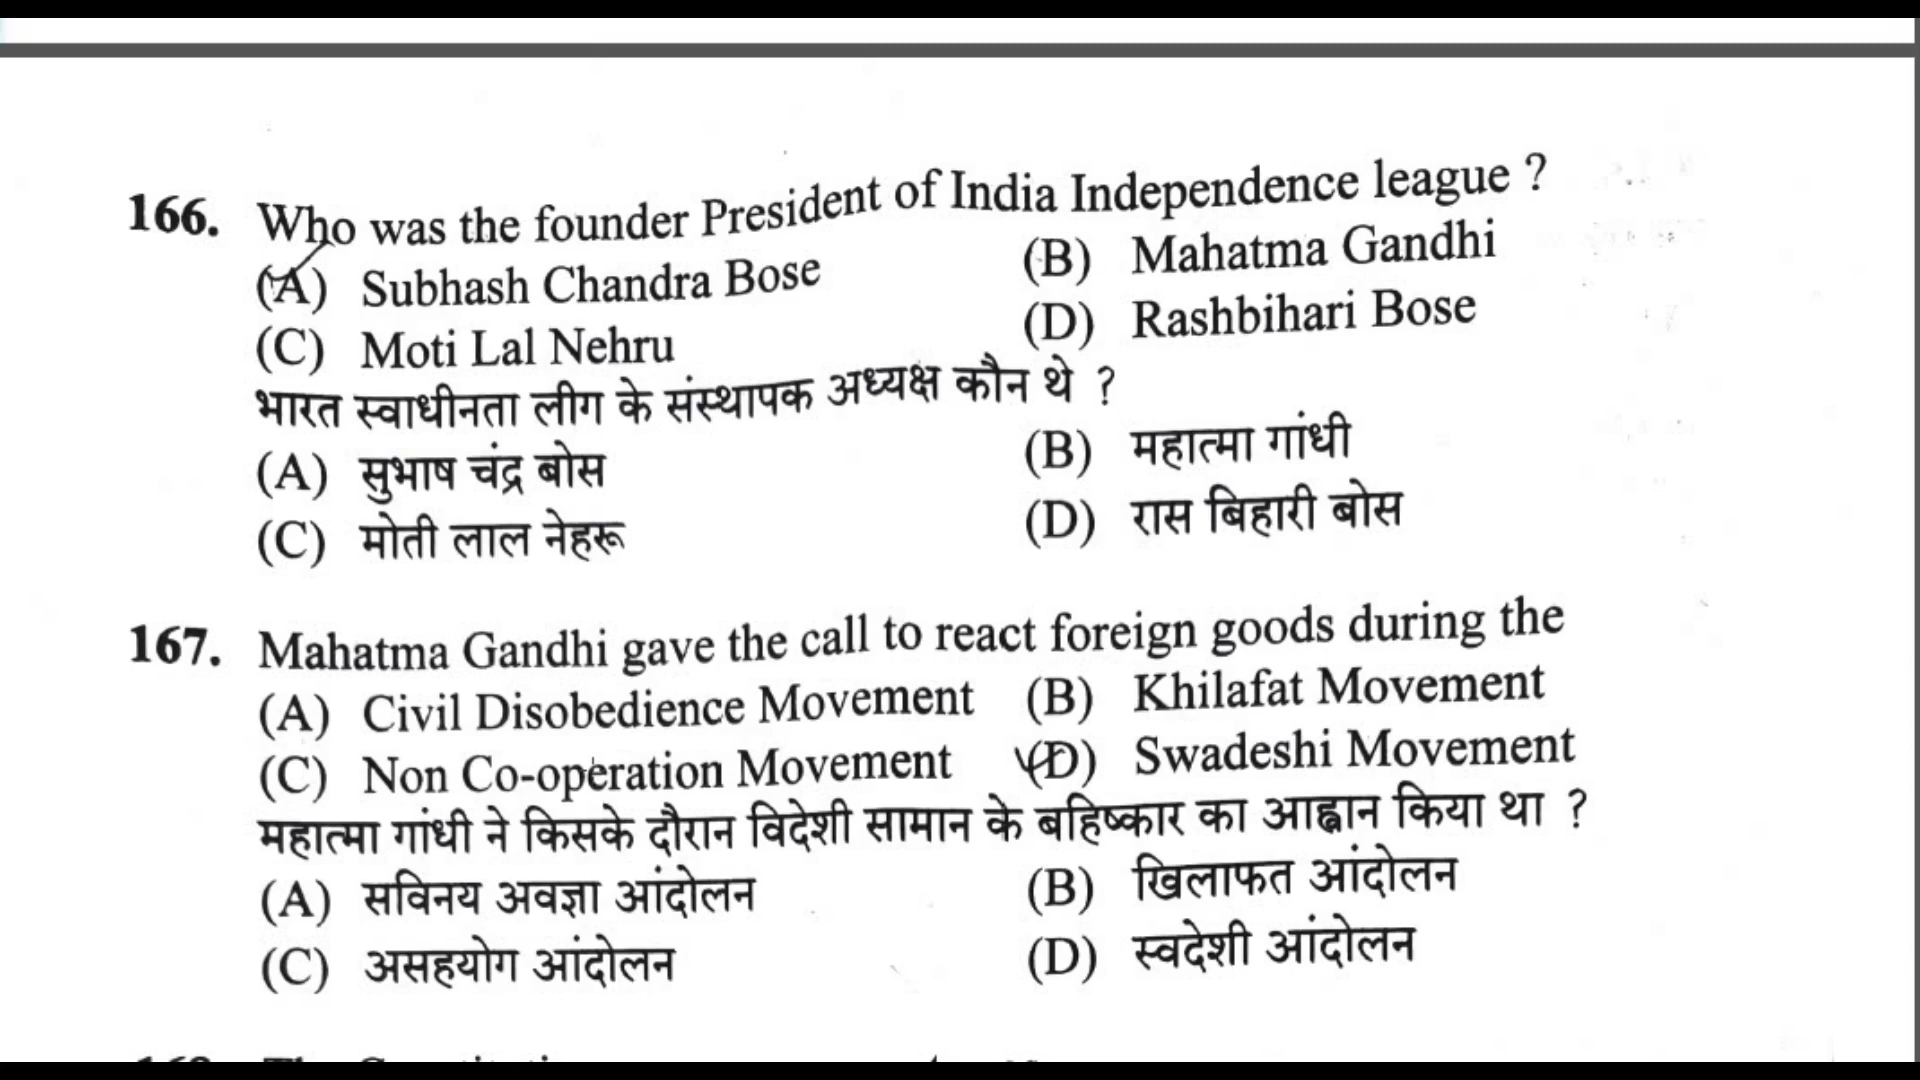 166. Who was the founder President of India Independence league ?
(A) Subhash Chandra Bose (B) Mahatma Gandhi
(C) Moti Lal Nehru (D) Rashbihari Bose
भारत स्वाधीनता लीग के संस्थापक अध्यक्ष कौन थे ?
(A) सुभाष चंद्र बोस (B) महात्मा गांधी
(C) मोती लाल नेहरू (D) रास बिहारी बोस
167. Mahatma Gandhi gave the call to react foreign goods during the
(A) Civil Disobedience Movement (B) Khilafat Movement
(C) Non Co-operation Movement (D) Swadeshi Movement
महात्मा गांधी ने किसके दौरान विदेशी सामान के बहिष्कार का आह्वान किया था ?
(A) सविनय अवज्ञा आंदोलन (B) खिलाफत आंदोलन
(C) असहयोग आंदोलन (D) स्वदेशी आंदोलन